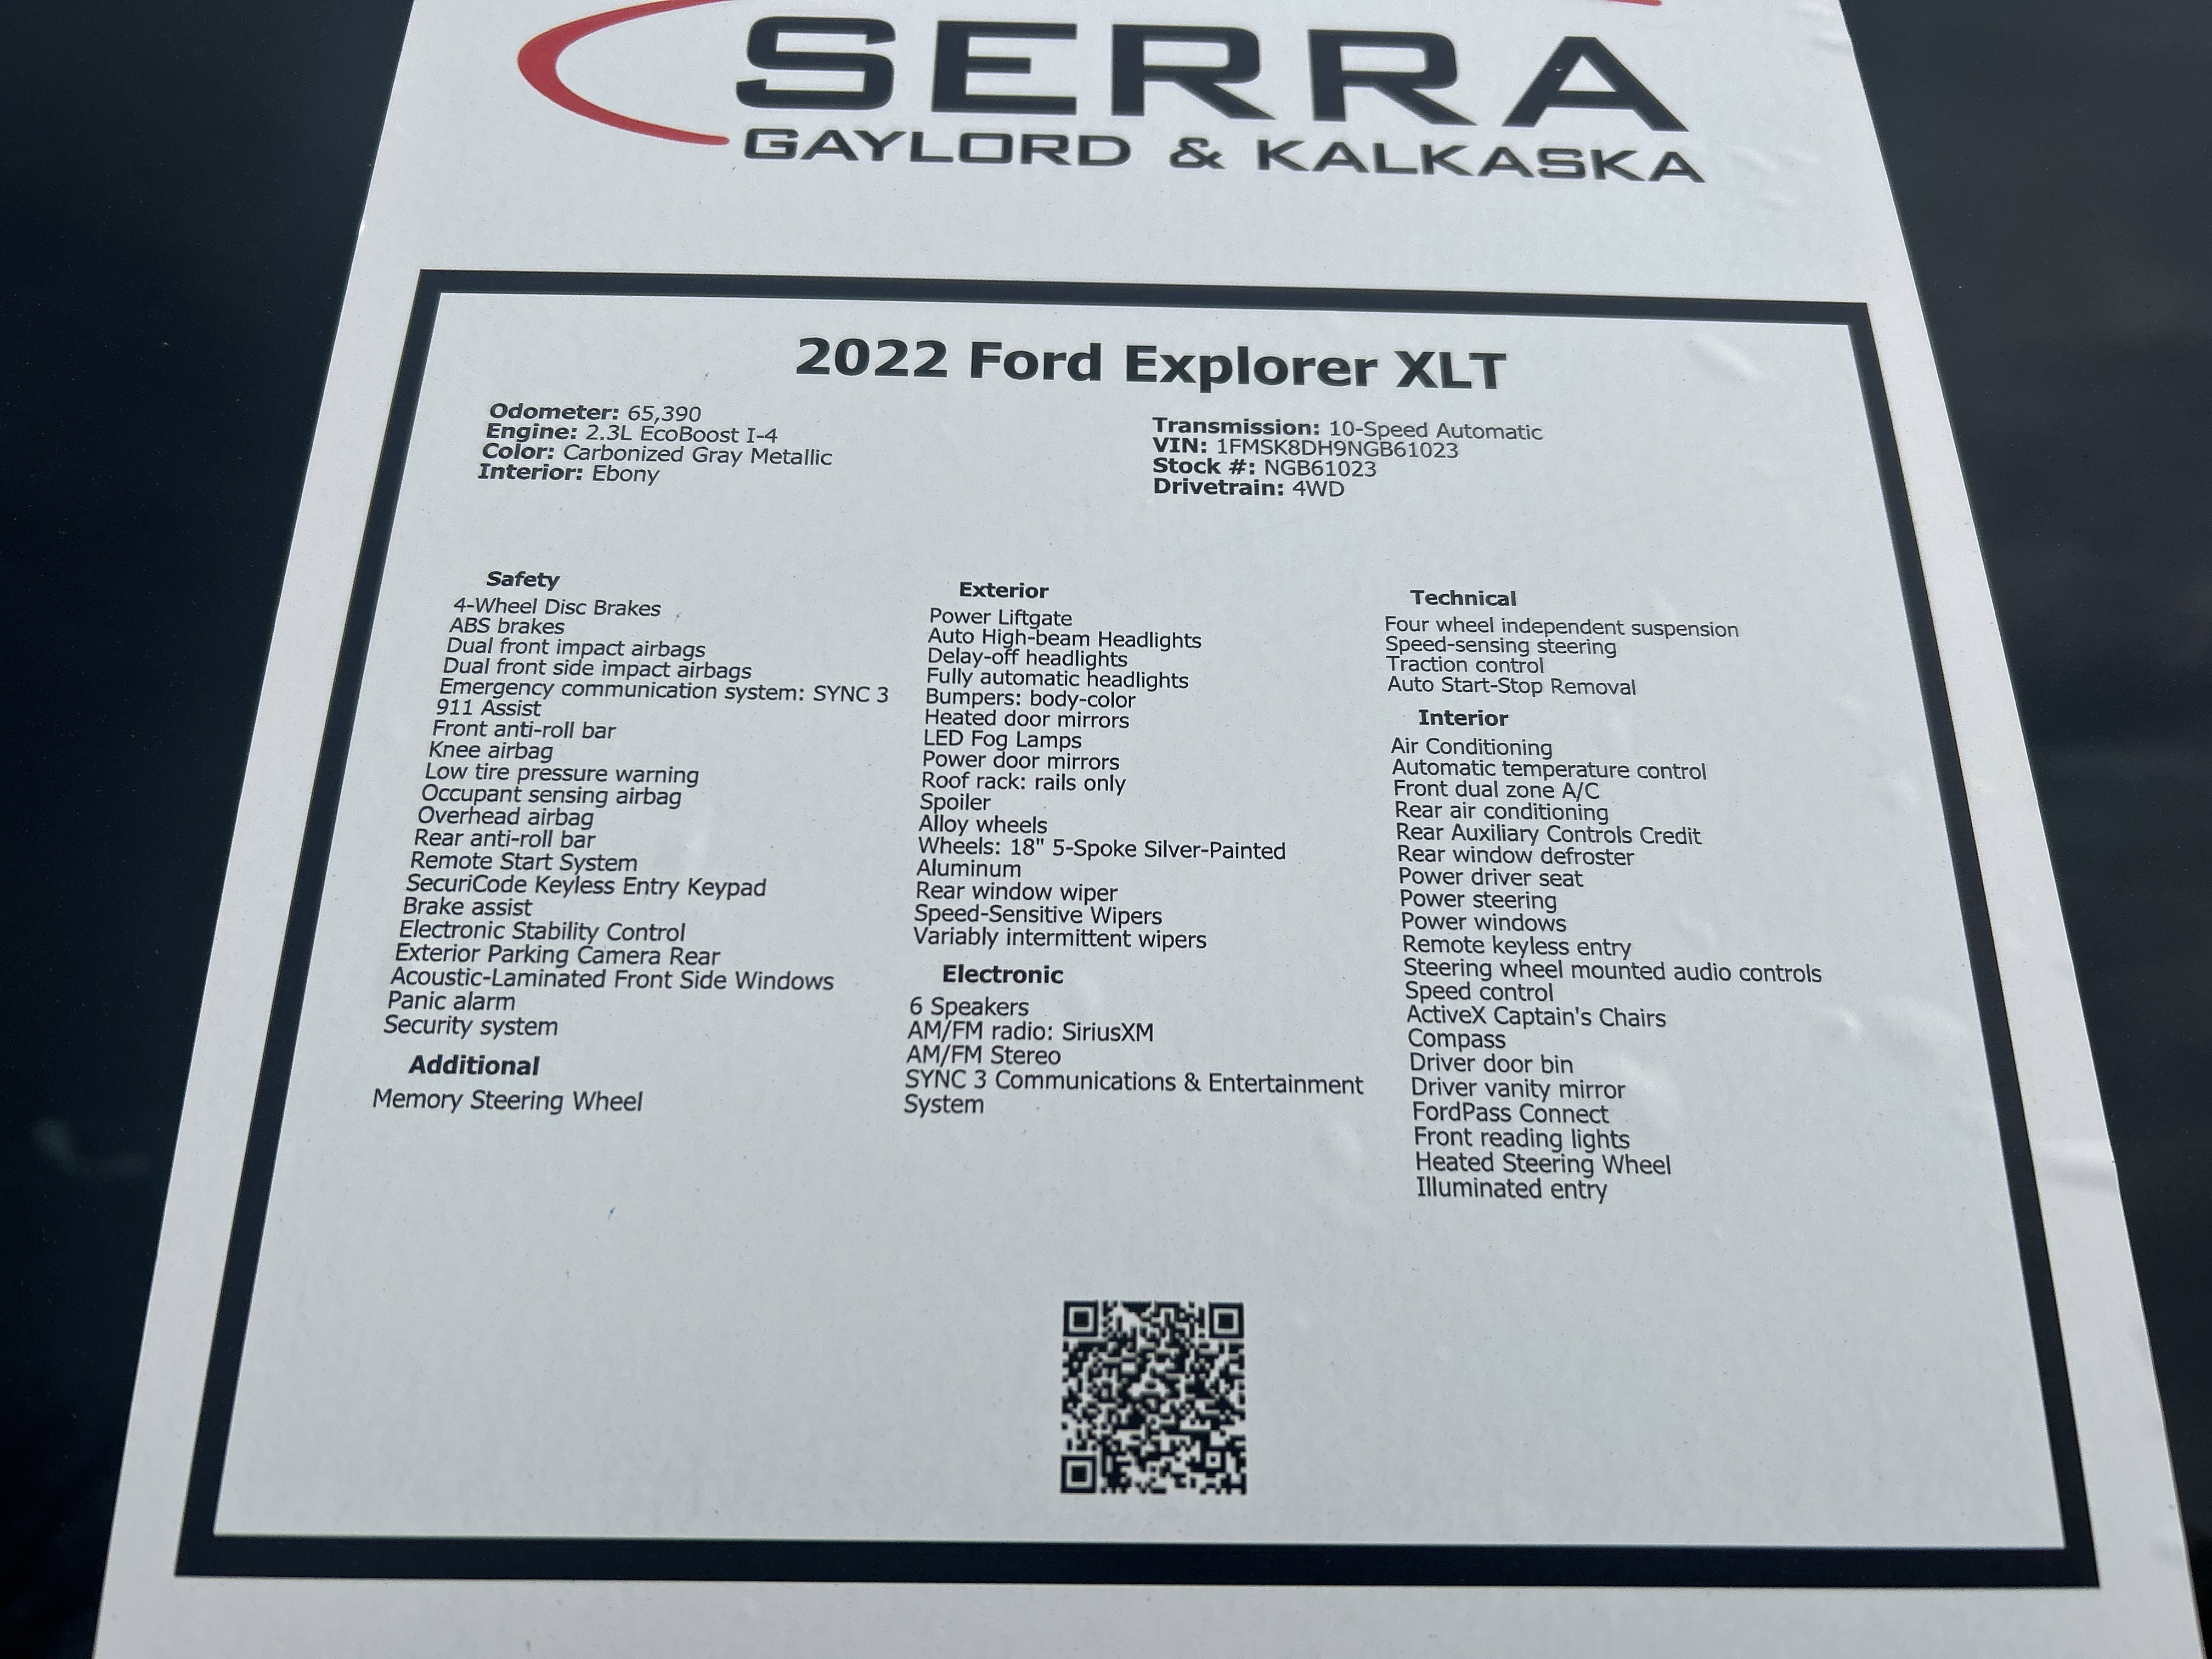 SERRA
GAYLORD & KALKASKA
2022 Ford Explorer XLT
Odometer: 65,390
Engine: 2.3L EcoBoost I-4
Color: Carbonized Gray Metallic
Interior: Ebony
Transmission: 10-Speed Automatic
VIN: 1FMSK8DH9NGB61023
Stock #: NGB61023
Drivetrain: 4WD
Safety
4-Wheel Disc Brakes
ABS brakes
Dual front impact airbags
Dual front side impact airbags
Emergency communication system: SYNC 3
911 Assist
Front anti-roll bar
Knee airbag
Low tire pressure warning
Occupant sensing airbag
Overhead airbag
Rear anti-roll bar
Remote Start System
SecuriCode Keyless Entry Keypad
Brake assist
Electronic Stability Control
Exterior Parking Camera Rear
Acoustic-Laminated Front Side Windows
Panic alarm
Security system
Additional
Memory Steering Wheel
Exterior
Power Liftgate
Auto High-beam Headlights
Delay-off headlights
Fully automatic headlights
Bumpers: body-color
Heated door mirrors
LED Fog Lamps
Power door mirrors
Roof rack: rails only
Spoiler
Alloy wheels
Wheels: 18" 5-Spoke Silver-Painted
Aluminum
Rear window wiper
Speed-Sensitive Wipers
Variably intermittent wipers
Electronic
6 Speakers
AM/FM radio: SiriusXM
AM/FM Stereo
SYNC 3 Communications & Entertainment
System
Technical
Four wheel independent suspension
Speed-sensing steering
Traction control
Auto Start-Stop Removal
Interior
Air Conditioning
Automatic temperature control
Front dual zone A/C
Rear air conditioning
Rear Auxiliary Controls Credit
Rear window defroster
Power driver seat
Power steering
Power windows
Remote keyless entry
Steering wheel mounted audio controls
Speed control
ActiveX Captain's Chairs
Compass
Driver door bin
Driver vanity mirror
FordPass Connect
Front reading lights
Heated Steering Wheel
Illuminated entry